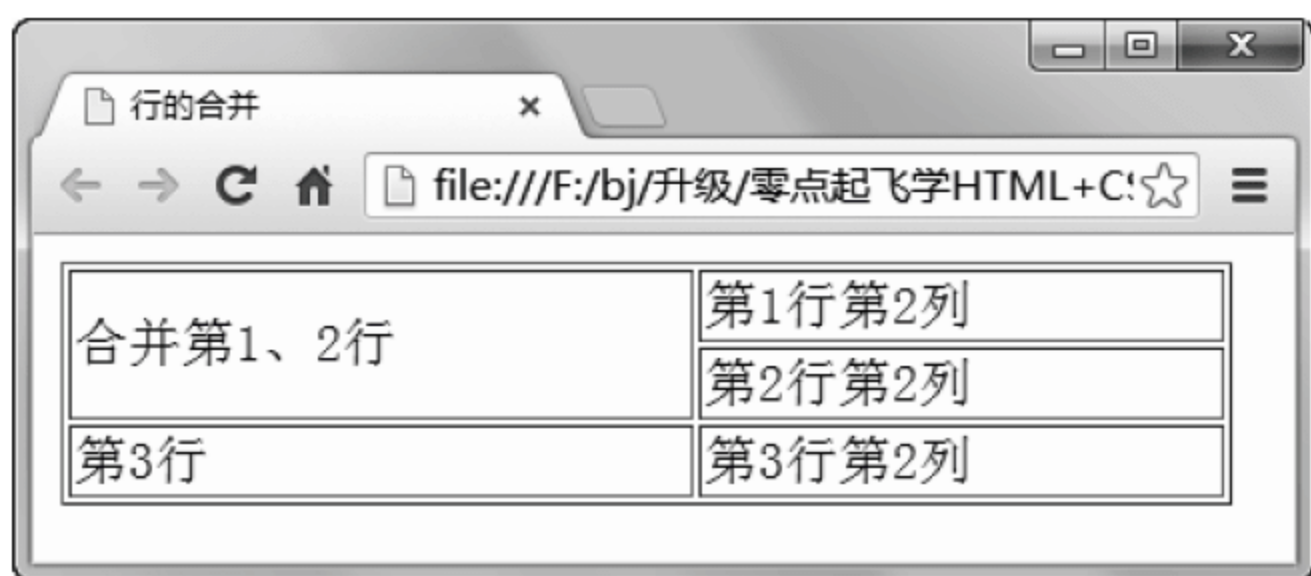 行的合并
file:///F:/bj/升级/零点起飞学HTML+CS
合并第1、2行
第1行第2列
第2行第2列
第3行
第3行第2列